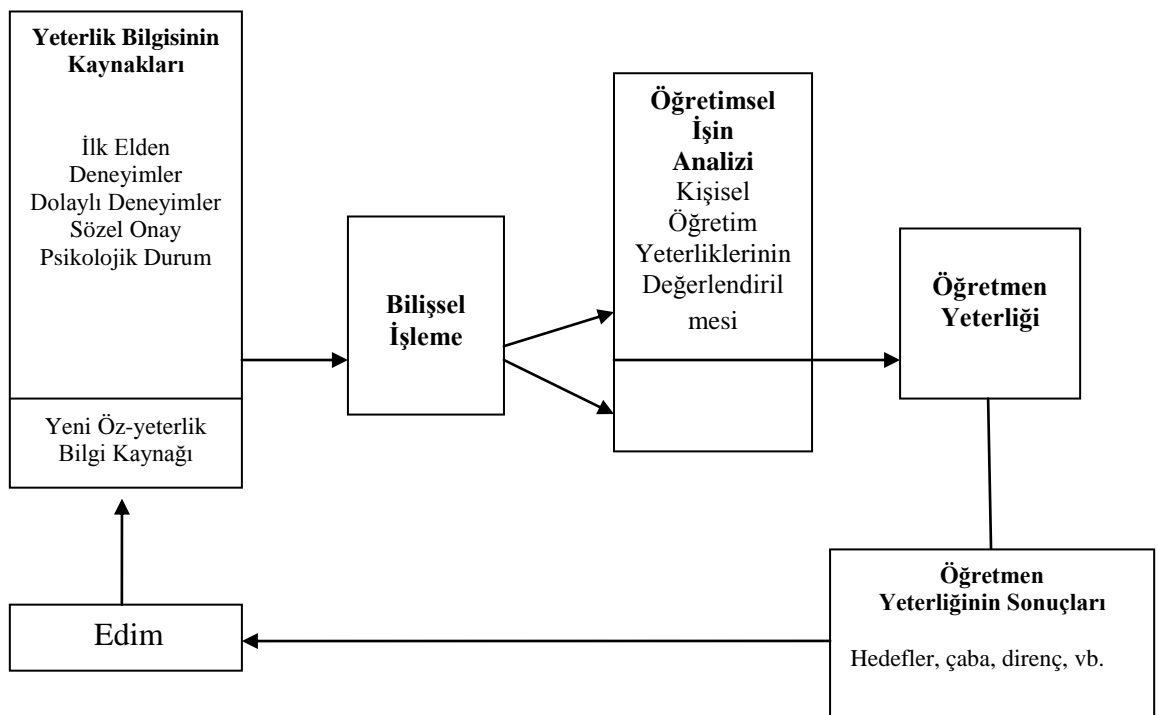 Yeterlik Bilgisinin
Kaynakları
İlk Elden
Deneyimler
Dolaylı Deneyimler
Sözel Onay
Psikolojik Durum
Yeni Öz-yeterlik
Bilgi Kaynağı
Bilişsel
İşleme
Öğretimsel
İşin
Analizi
Kişisel
Öğretim
Yeterliklerinin
Değerlendiril
mesi
Öğretmen
Yeterliği
Öğretmen
Yeterliğinin Sonuçları
Hedefler, çaba, direnç, vb.
Edim